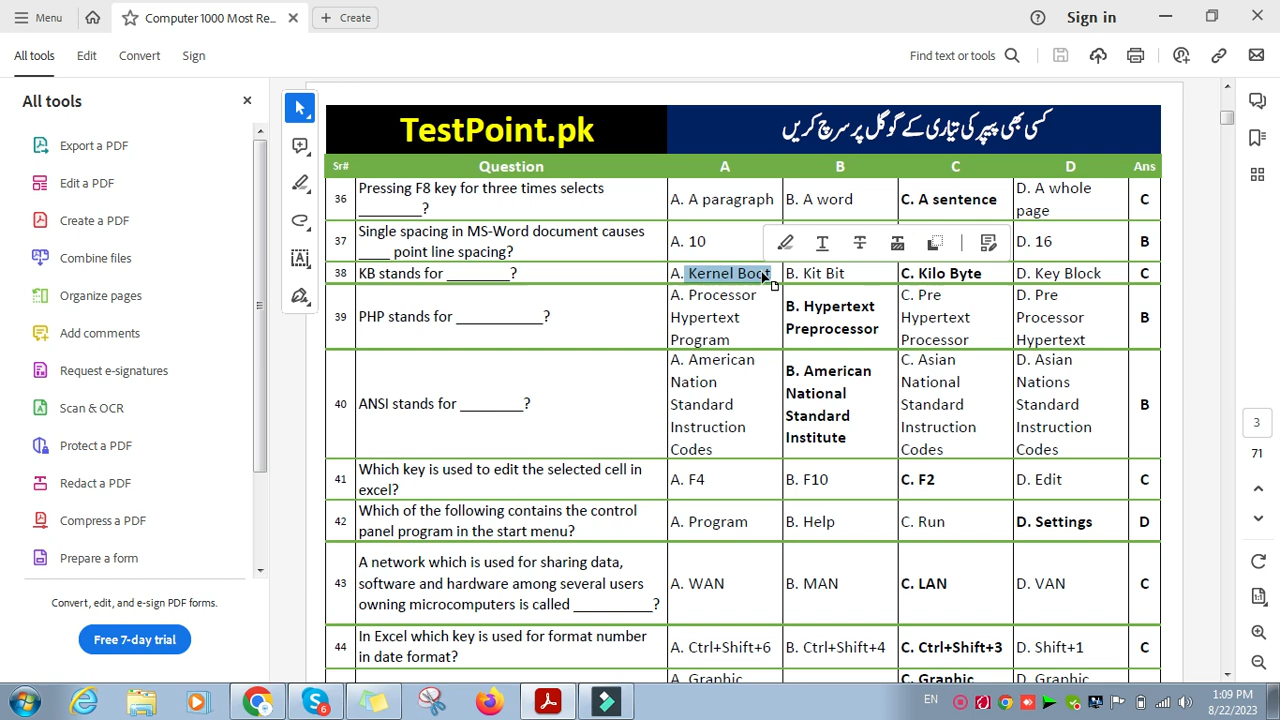 Menu
Computer 1000 Most Re...
Create
Sign in
All tools
Edit
Convert
Sign
Find text or tools
All tools
Export a PDF
Edit a PDF
Create a PDF
Combine files
Organize pages
Add comments
Request e-signatures
Scan & OCR
Protect a PDF
Redact a PDF
Compress a PDF
Prepare a form
Convert, edit, and e-sign PDF forms.
Free 7-day trial
TestPoint.pk
کسی بھی پیپر کی تیاری کے گوگل پر سرچ کریں
Sr# Question A B C D Ans
36 Pressing F8 key for three times selects
________? A. A paragraph B. A word C. A sentence D. A whole
page C
37 Single spacing in MS-Word document causes
____ point line spacing? A. 10 D. 16 B
38 KB stands for ________? A. Kernel Boot B. Kit Bit C. Kilo Byte D. Key Block C
39 PHP stands for ___________? A. Processor
Hypertext
Program B. Hypertext
Preprocessor C. Pre
Hypertext
Processor D. Pre
Processor
Hypertext B
40 ANSI stands for ________? A. American
Nation
Standard
Instruction
Codes B. American
National
Standard
Institute C. Asian
National
Standard
Instruction
Codes D. Asian
Nations
Standard
Instruction
Codes B
41 Which key is used to edit the selected cell in
excel? A. F4 B. F10 C. F2 D. Edit C
42 Which of the following contains the control
panel program in the start menu? A. Program B. Help C. Run D. Settings D
43 A network which is used for sharing data,
software and hardware among several users
owning microcomputers is called __________? A. WAN B. MAN C. LAN D. VAN C
44 In Excel which key is used for format number
in date format? A. Ctrl+Shift+6 B. Ctrl+Shift+4 C. Ctrl+Shift+3 D. Shift+1 C
A. Graphic C. Graphic
3
71
EN
1:09 PM
8/22/2023
6